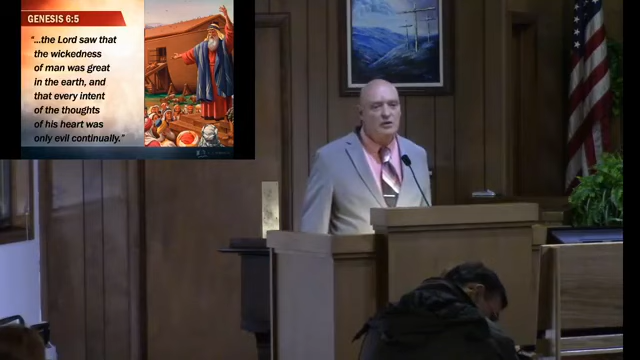 GENESIS 6:5
“...the Lord saw that
the wickedness
of man was great
in the earth, and
that every intent
of the thoughts
of his heart was
only evil continually.”